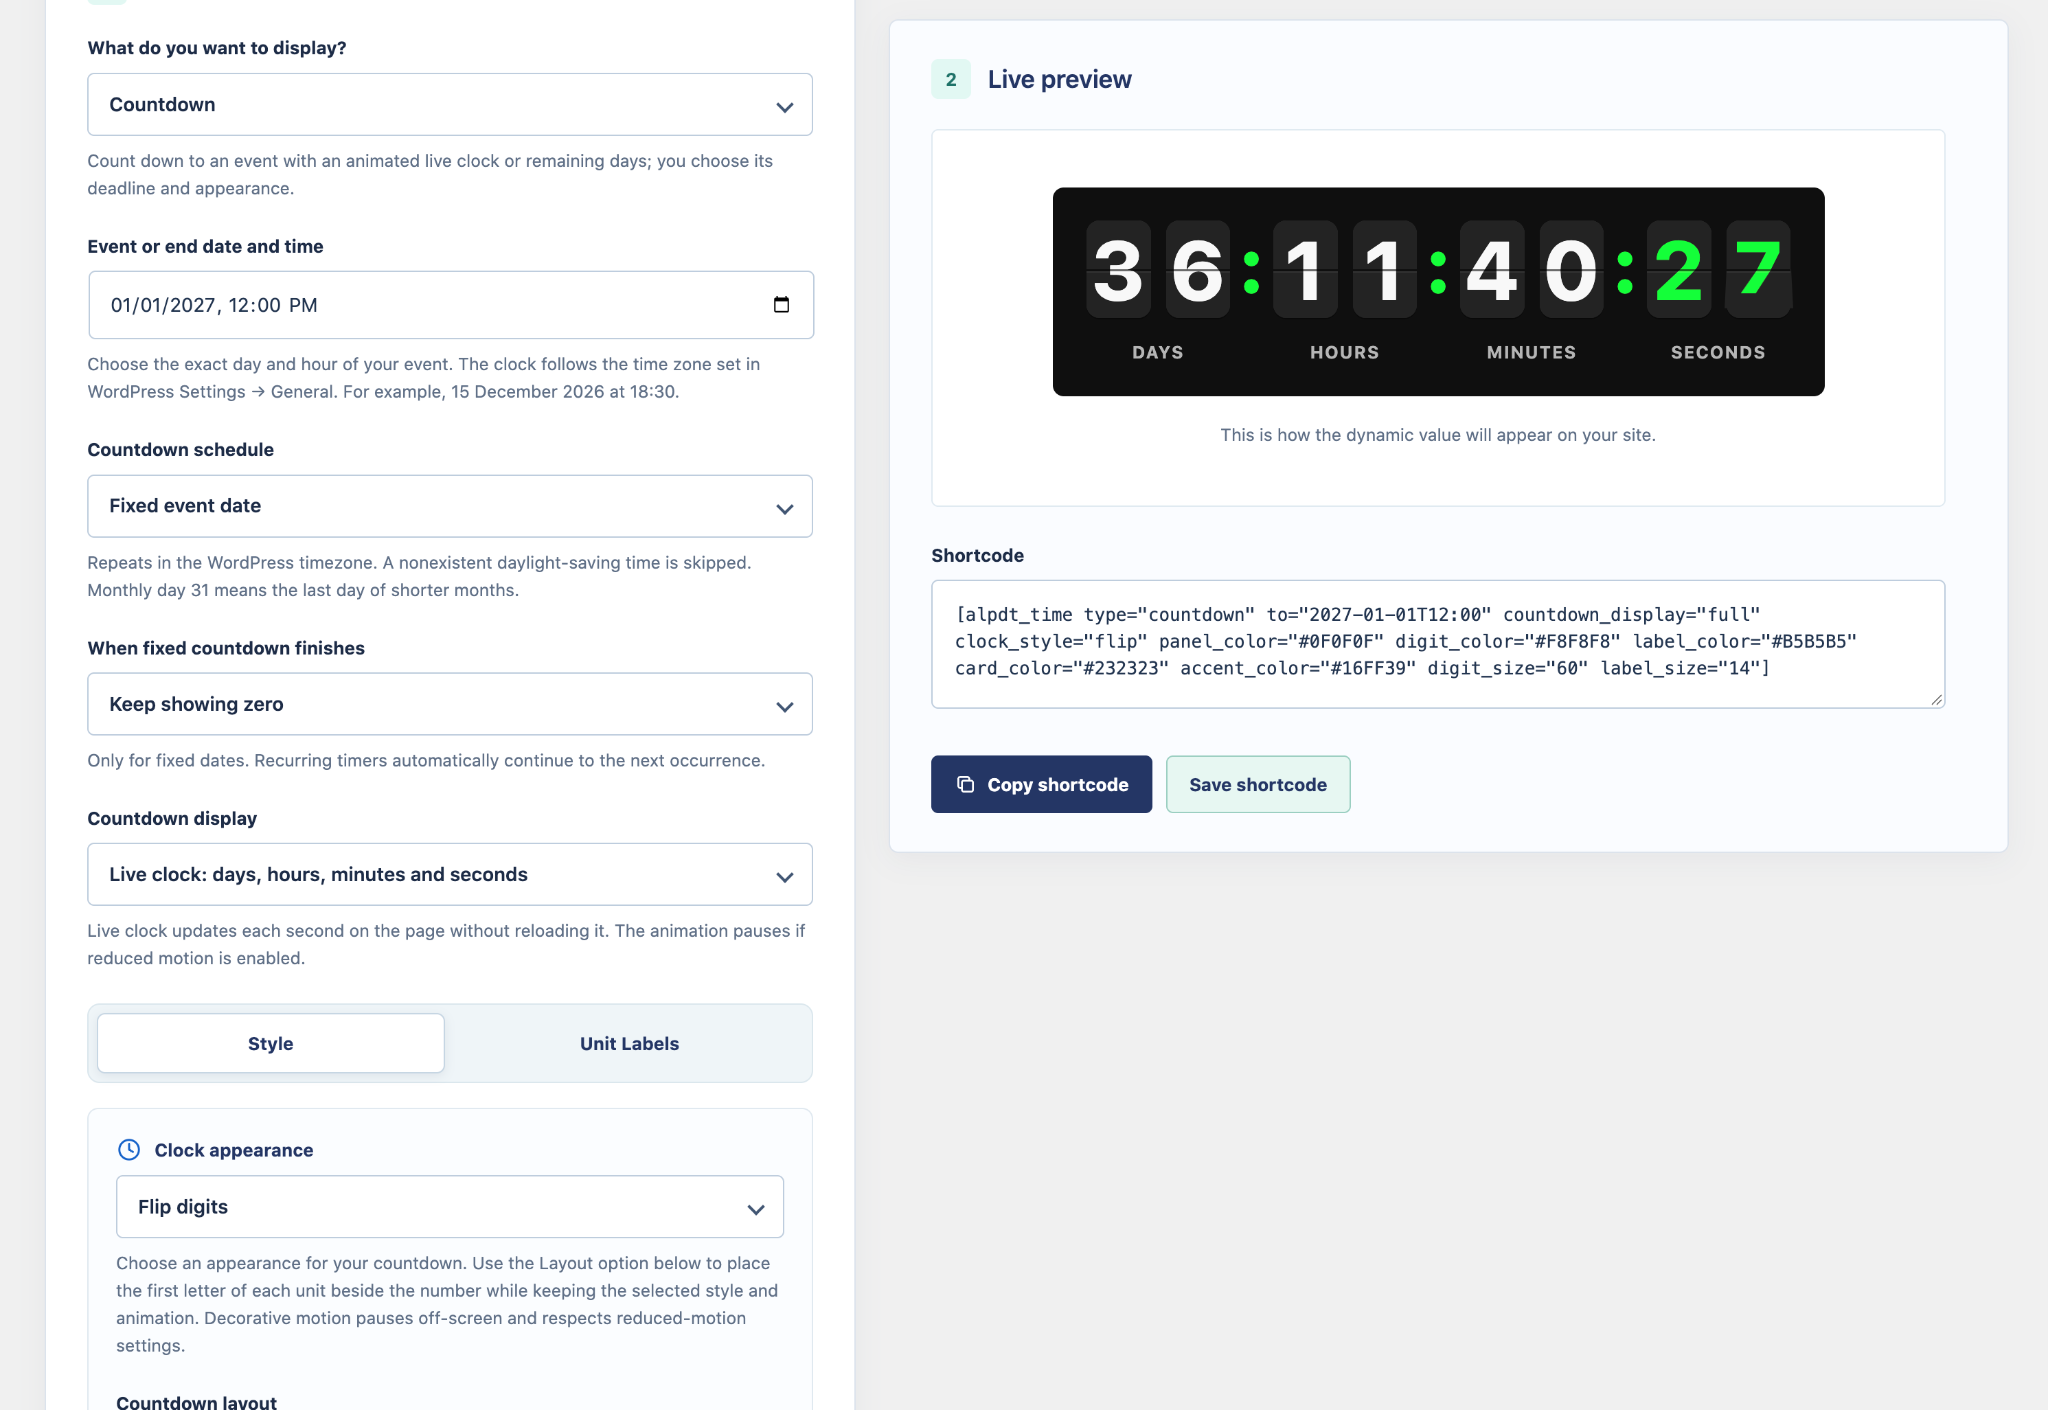 What do you want to display?
Countdown
Count down to an event with an animated live clock or remaining days; you choose its
deadline and appearance.
Event or end date and time
01/01/2027, 12:00 PM
Choose the exact day and hour of your event. The clock follows the time zone set in
WordPress Settings → General. For example, 15 December 2026 at 18:30.
Countdown schedule
Fixed event date
Repeats in the WordPress timezone. A nonexistent daylight-saving time is skipped.
Monthly day 31 means the last day of shorter months.
When fixed countdown finishes
Keep showing zero
Only for fixed dates. Recurring timers automatically continue to the next occurrence.
Countdown display
Live clock: days, hours, minutes and seconds
Live clock updates each second on the page without reloading it. The animation pauses if
reduced motion is enabled.
Style Unit Labels
Clock appearance
Flip digits
Choose an appearance for your countdown. Use the Layout option below to place
the first letter of each unit beside the number while keeping the selected style and
animation. Decorative motion pauses off-screen and respects reduced-motion
settings.
Countdown layout
2 Live preview
36:11:40:27
DAYS HOURS MINUTES SECONDS
This is how the dynamic value will appear on your site.
Shortcode
[alpdt_time type="countdown" to="2027-01-01T12:00" countdown_display="full"
clock_style="flip" panel_color="#0F0F0F" digit_color="#F8F8F8" label_color="#B5B5B5"
card_color="#232323" accent_color="#16FF39" digit_size="60" label_size="14"]
Copy shortcode Save shortcode